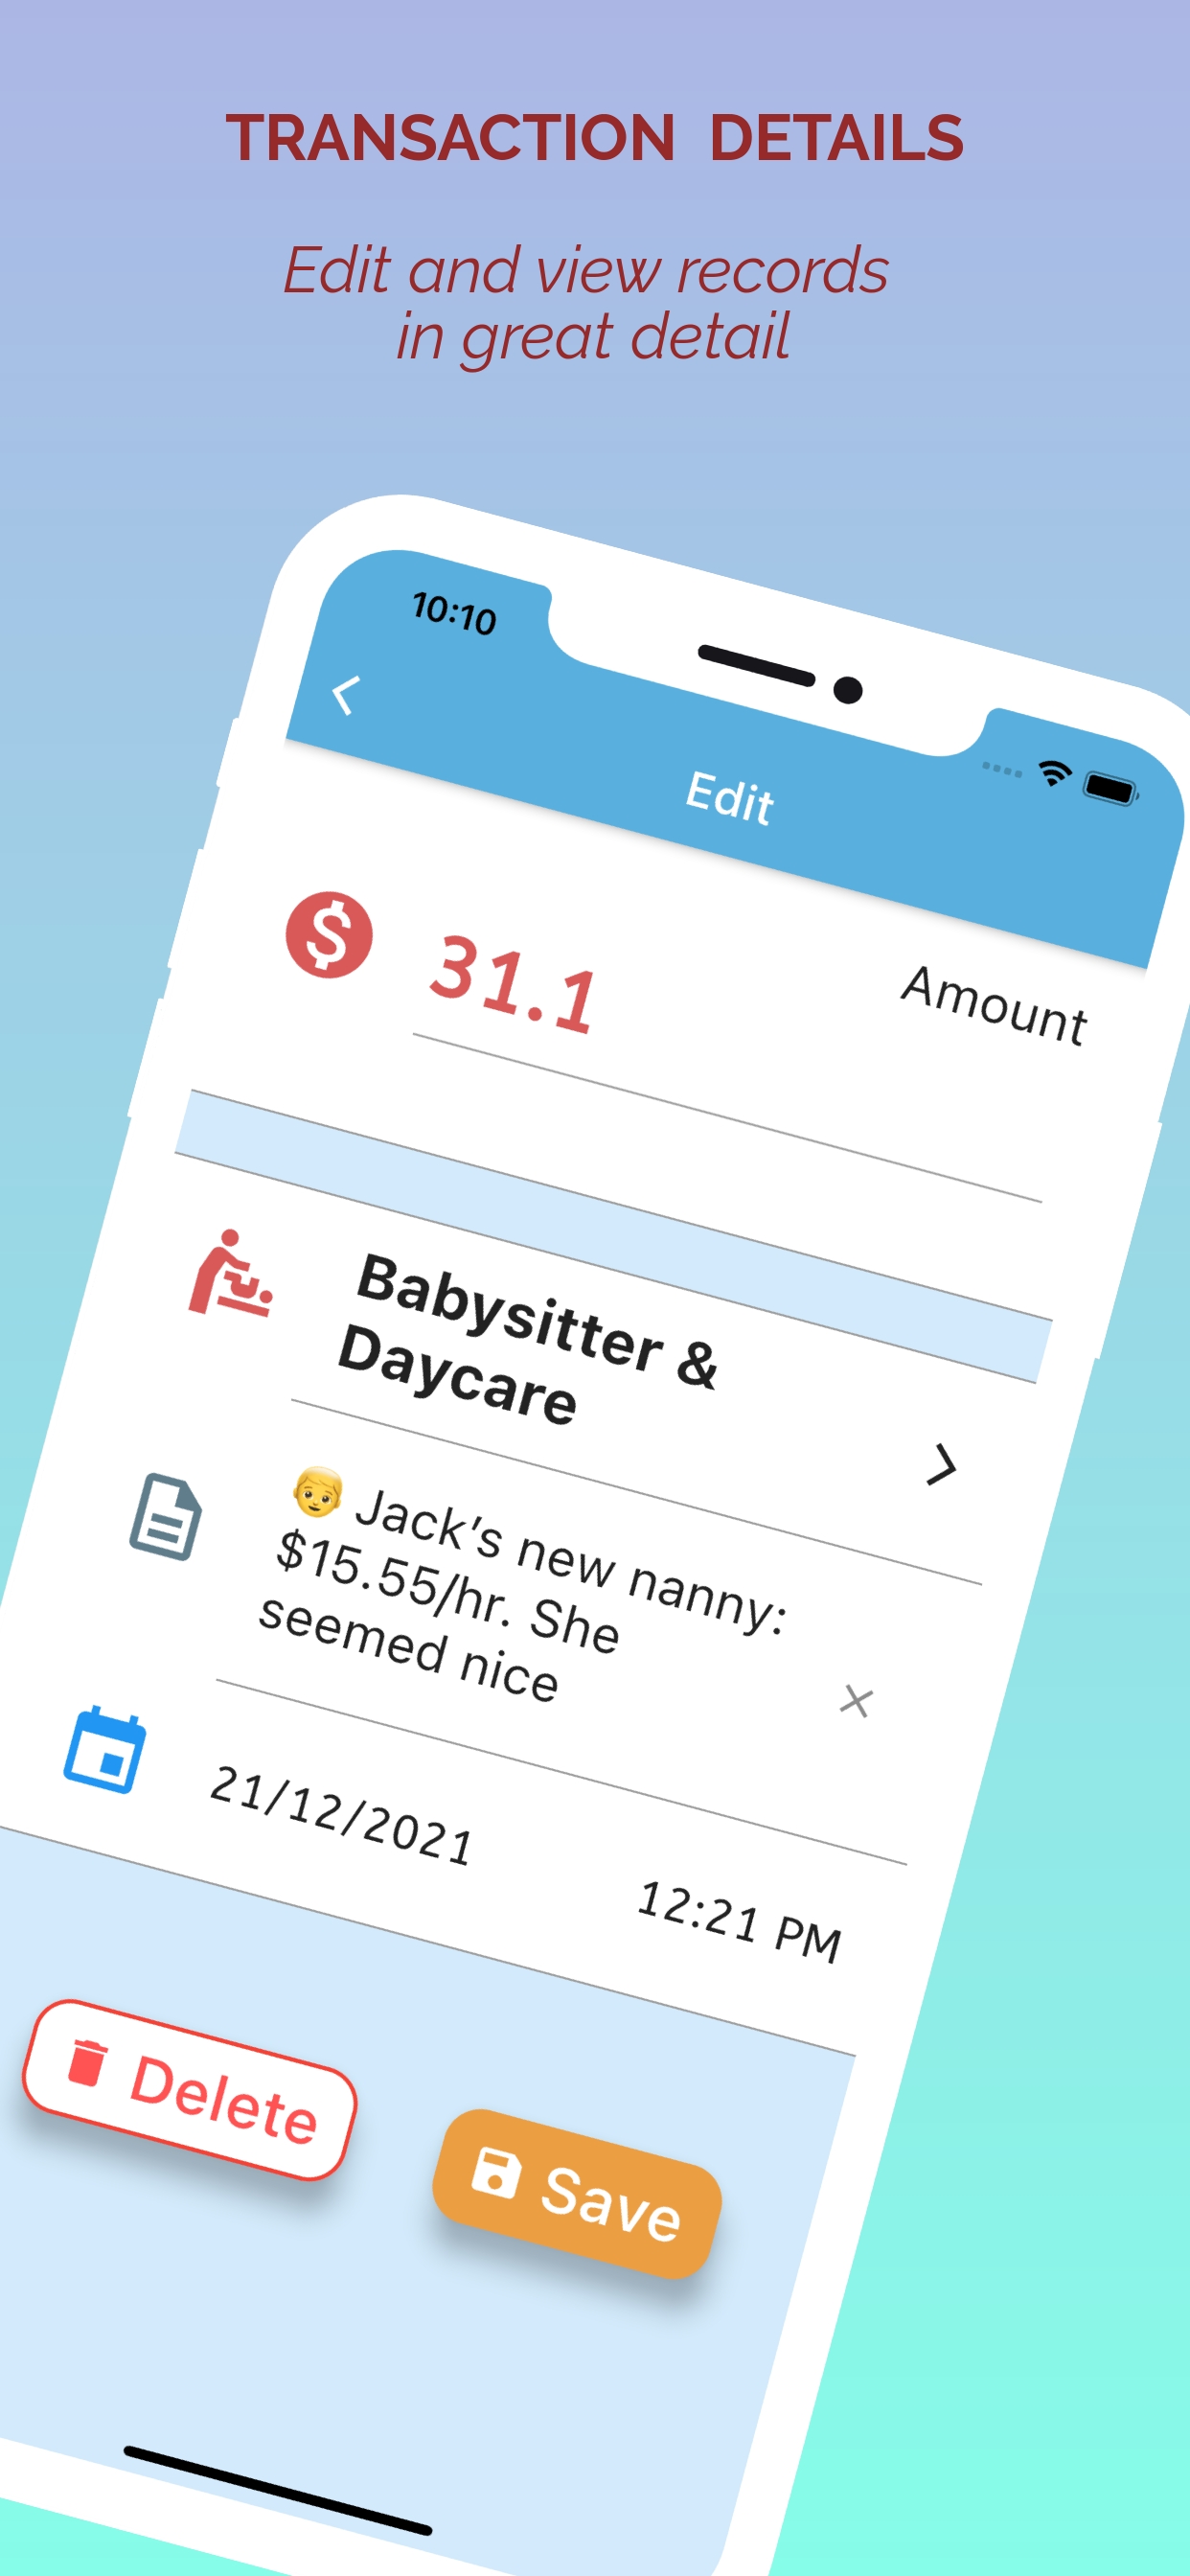 TRANSACTION DETAILS
Edit and view records
in great detail
10:10
Edit
31.1
Amount
Babysitter &
Daycare
👦 Jack’s new nanny:
$15.55/hr. She
seemed nice
21/12/2021
12:21 PM
Delete
Save